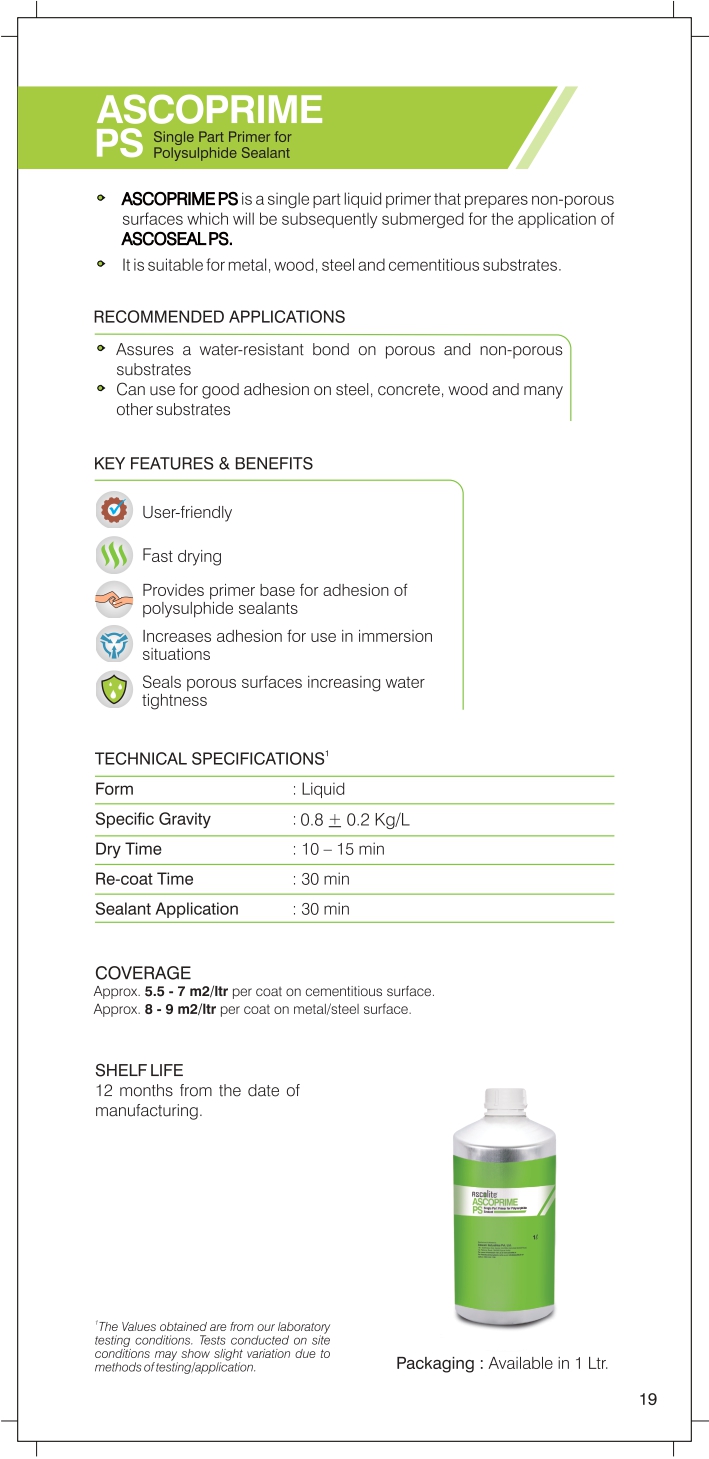 ASCOPRIME
PS Single Part Primer for
Polysulphide Sealant
ASCOPRIME PS is a single part liquid primer that prepares non-porous
surfaces which will be subsequently submerged for the application of
ASCOSEAL PS.
It is suitable for metal, wood, steel and cementitious substrates.
RECOMMENDED APPLICATIONS
Assures a water-resistant bond on porous and non-porous
substrates
Can use for good adhesion on steel, concrete, wood and many
other substrates
KEY FEATURES & BENEFITS
User-friendly
Fast drying
Provides primer base for adhesion of
polysulphide sealants
Increases adhesion for use in immersion
situations
Seals porous surfaces increasing water
tightness
TECHNICAL SPECIFICATIONS¹
Form : Liquid
Specific Gravity : 0.8 ± 0.2 Kg/L
Dry Time : 10 – 15 min
Re-coat Time : 30 min
Sealant Application : 30 min
COVERAGE
Approx. 5.5 - 7 m2/ltr per coat on cementitious surface.
Approx. 8 - 9 m2/ltr per coat on metal/steel surface.
SHELF LIFE
12 months from the date of
manufacturing.
ascolite
ASCOPRIME
PS Single Part Primer for Polysulphide
Sealant
¹The Values obtained are from our laboratory
testing conditions. Tests conducted on site
conditions may show slight variation due to
methods of testing/application.
Packaging : Available in 1 Ltr.
19